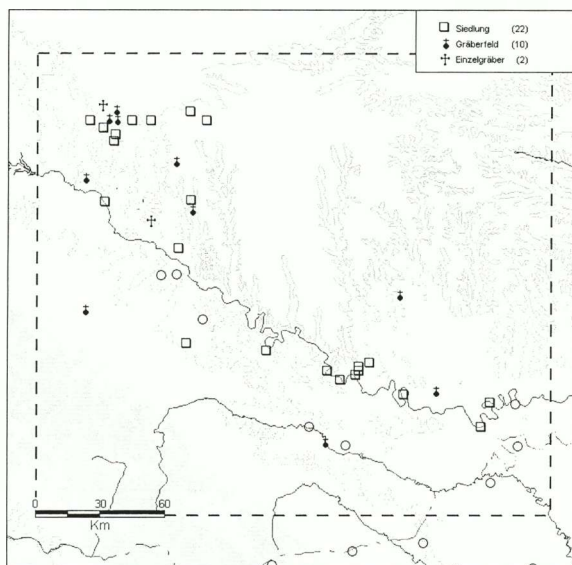 Siedlung (22)
Gräberfeld (10)
Einzelgräber (2)
0 30 60
Km